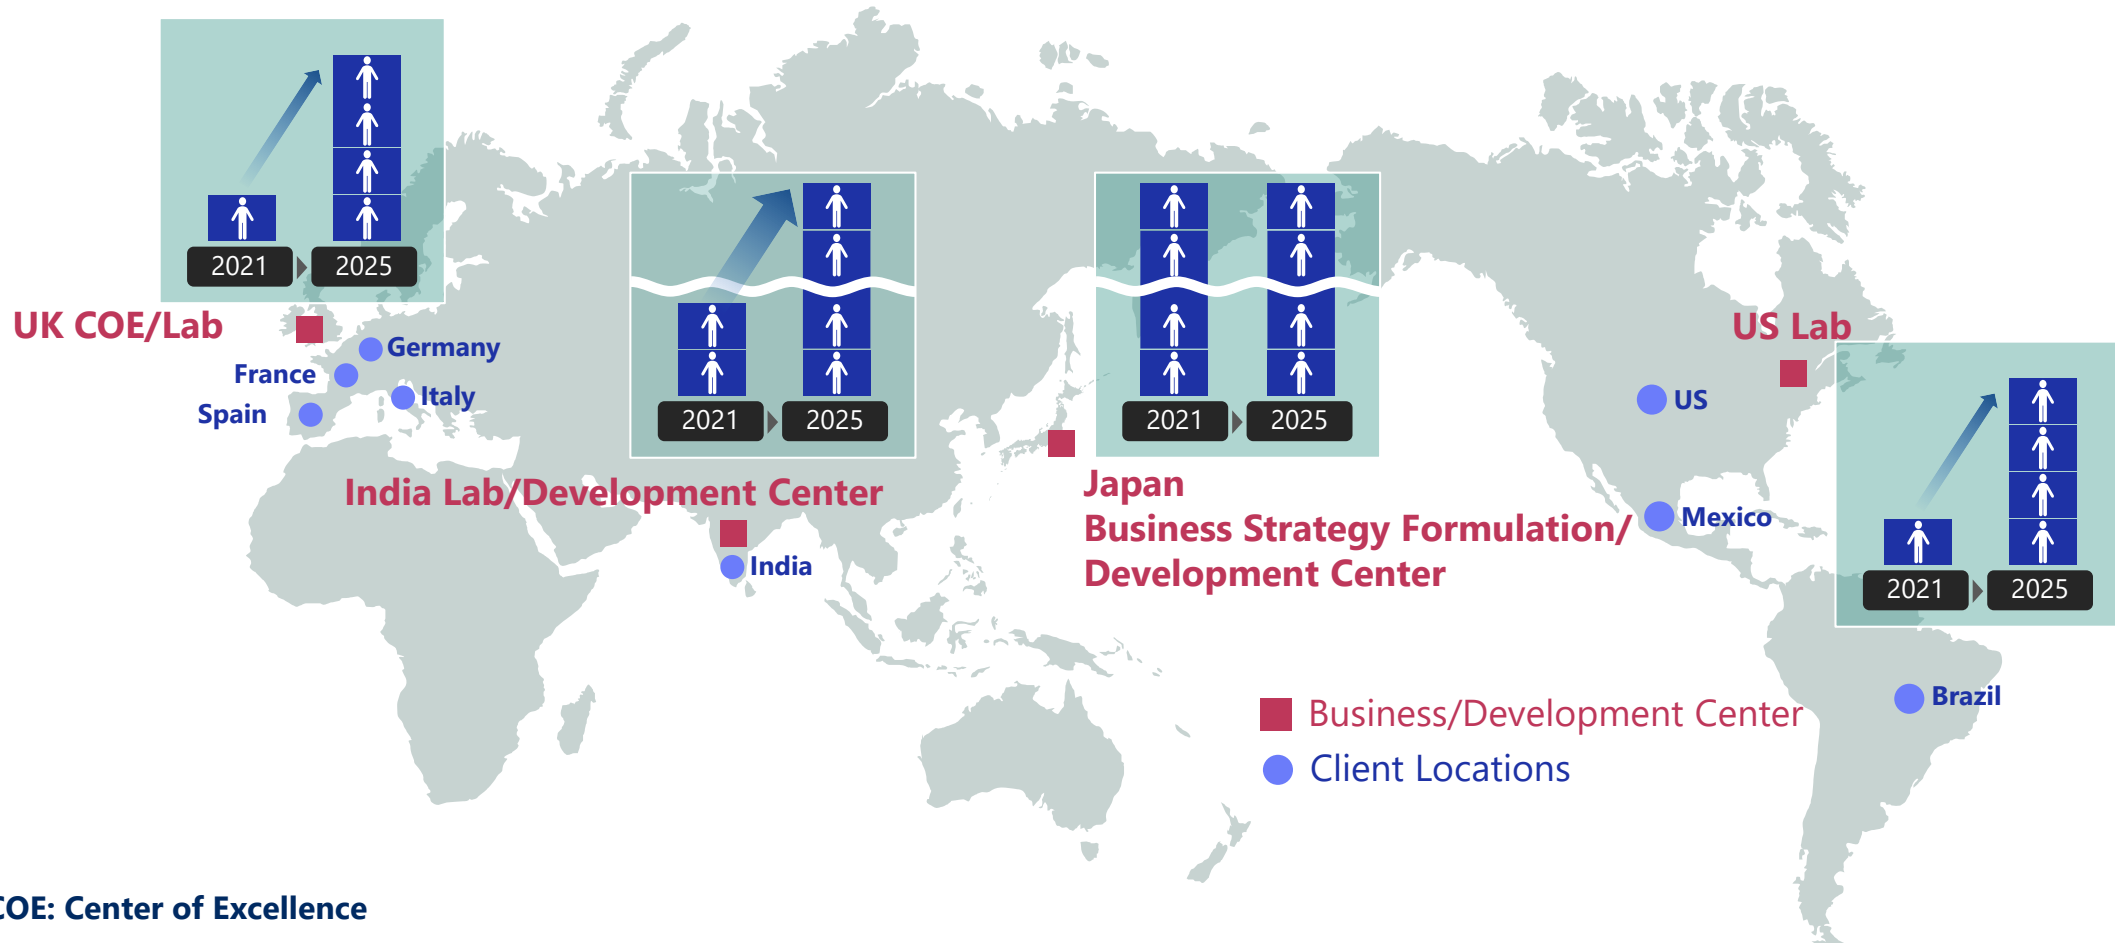 2021
2025
UK COE/Lab
Germany
France
Italy
Spain
2021
2025
India Lab/Development Center
India
2021
2025
Japan
Business Strategy Formulation/
Development Center
US Lab
US
Mexico
2021
2025
Brazil
Business/Development Center
Client Locations
COE: Center of Excellence